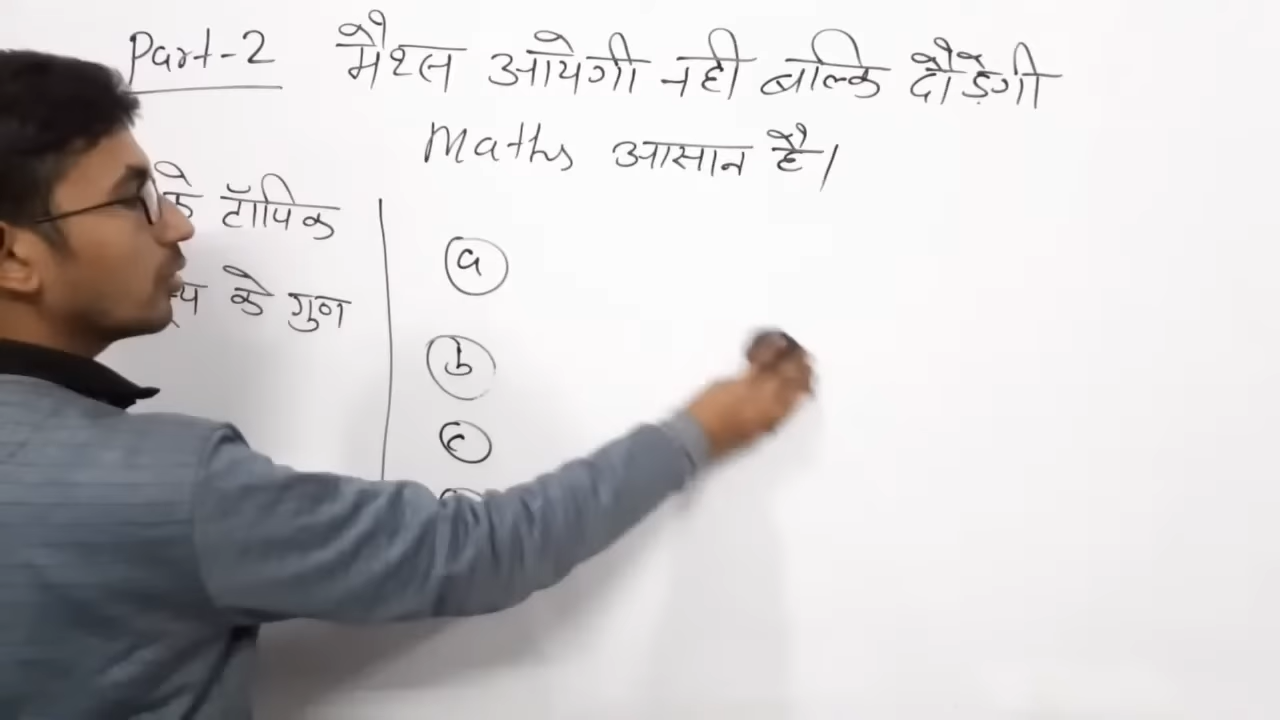 Part-2 मैथ्स आयेगी नही बल्कि दौड़ेगी
Maths आसान है।
के टॉपिक
के गुण
a
b
c